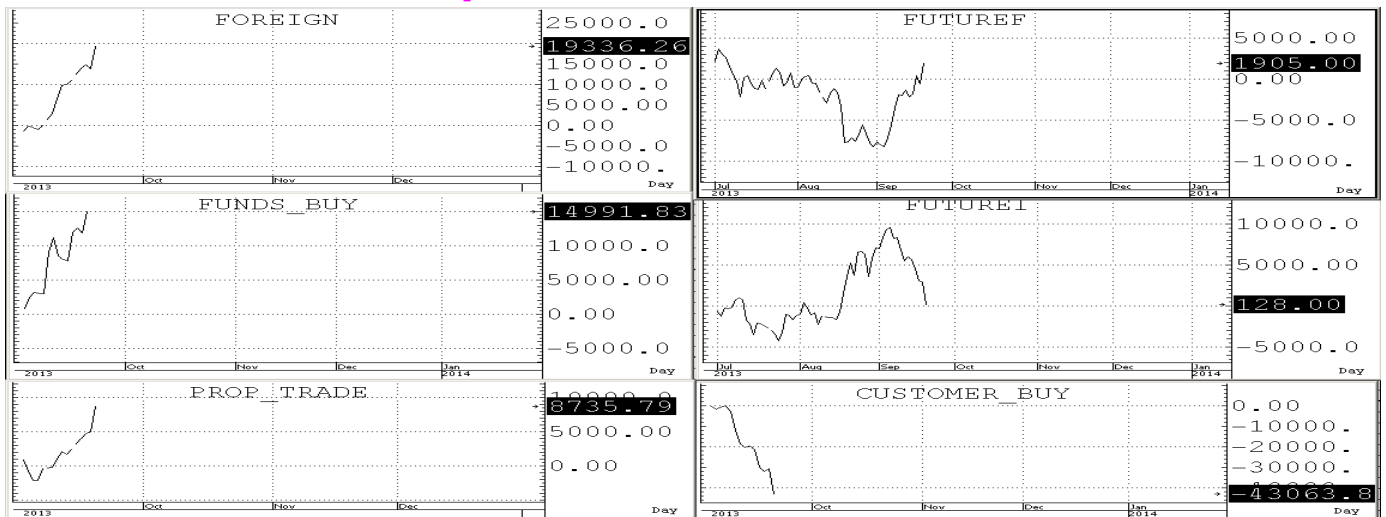 FOREIGN
25000.0
19336.26
15000.0
10000.0
5000.00
0.00
-5000.0
-10000.
Oct
Nov
Dec
2013
Day
FUTUREF
5000.00
1905.00
0.00
-5000.0
-10000.
Jul
Aug
Sep
Oct
Nov
Dec
Jan
2013
2014
Day
FUNDS_BUY
14991.83
10000.0
5000.00
0.00
-5000.0
Oct
Nov
Dec
Jan
2013
2014
Day
FUTUREI
10000.0
5000.00
128.00
-5000.0
Jul
Aug
Sep
Oct
Nov
Dec
Jan
2013
2014
Day
PROP_TRADE
10000.0
8735.79
5000.00
0.00
Oct
Nov
Dec
2013
Day
CUSTOMER_BUY
0.00
-10000.
-20000.
-30000.
-43063.8
Oct
Nov
Dec
Jan
2013
2014
Day